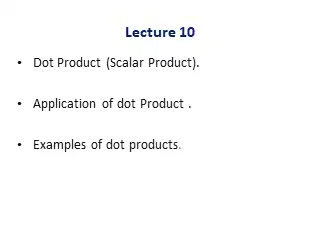 Lecture 10
• Dot Product (Scalar Product).
• Application of dot Product .
• Examples of dot products.